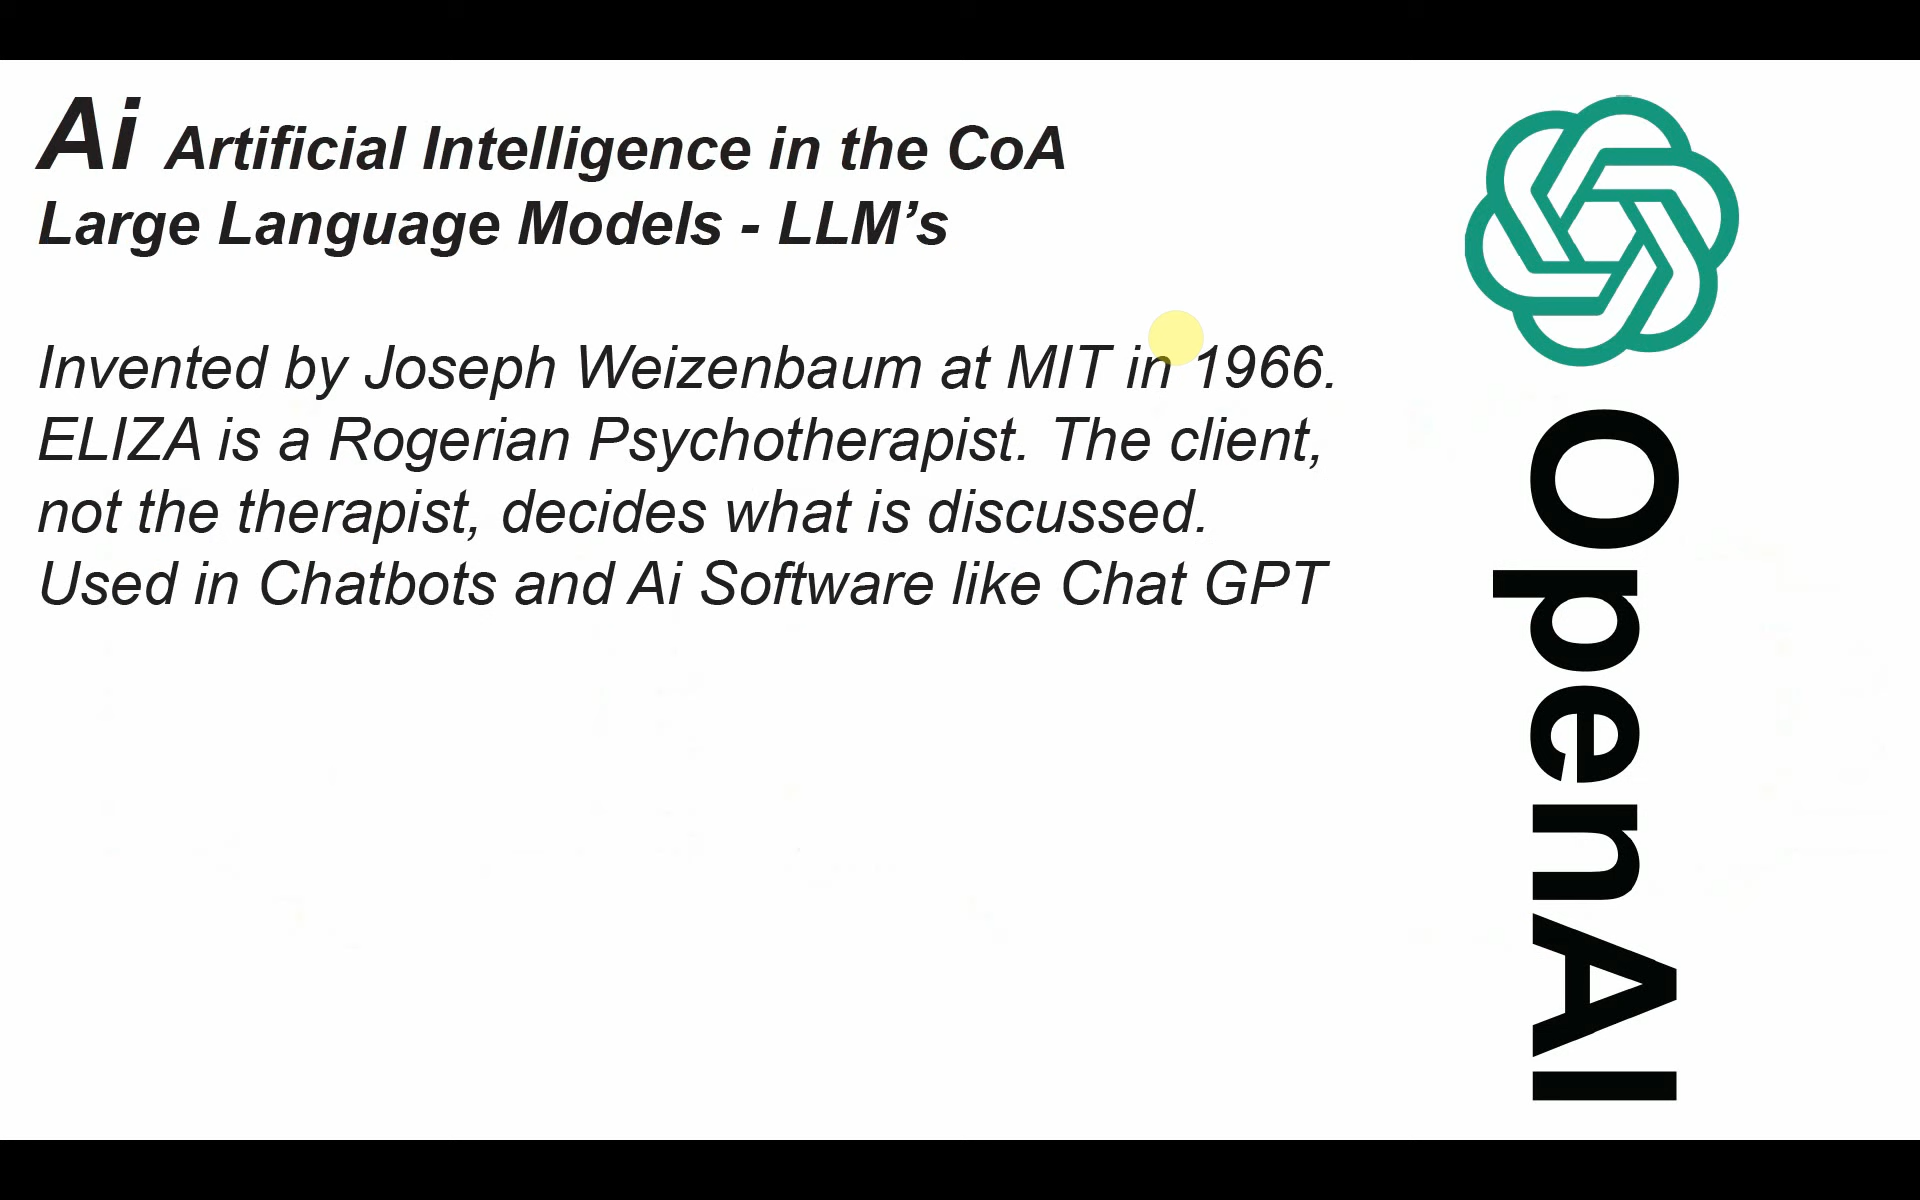 Ai Artificial Intelligence in the CoA
Large Language Models - LLM’s
Invented by Joseph Weizenbaum at MIT in 1966.
ELIZA is a Rogerian Psychotherapist. The client,
not the therapist, decides what is discussed.
Used in Chatbots and Ai Software like Chat GPT
OpenAI